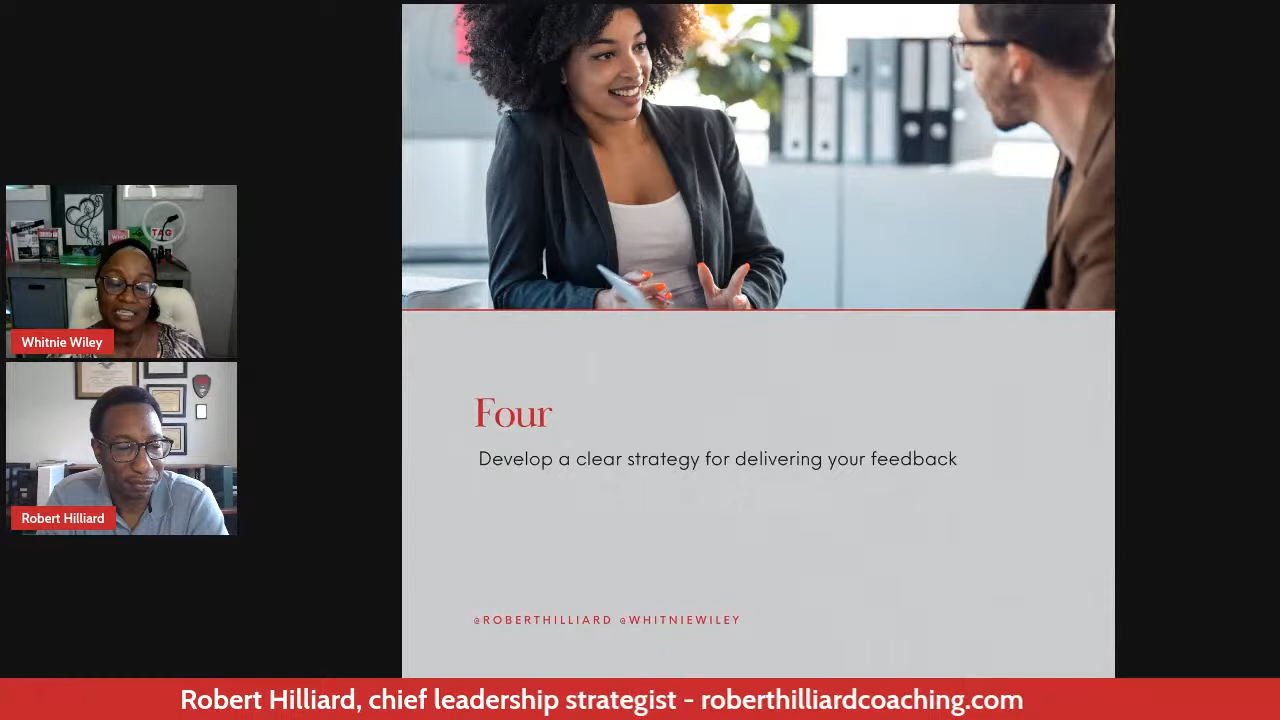 TAG
Whitnie Wiley
Robert Hilliard
Four
Develop a clear strategy for delivering your feedback
@ROBERTHILLIARD @WHITNIEWILEY
Robert Hilliard, chief leadership strategist - roberthilliardcoaching.com